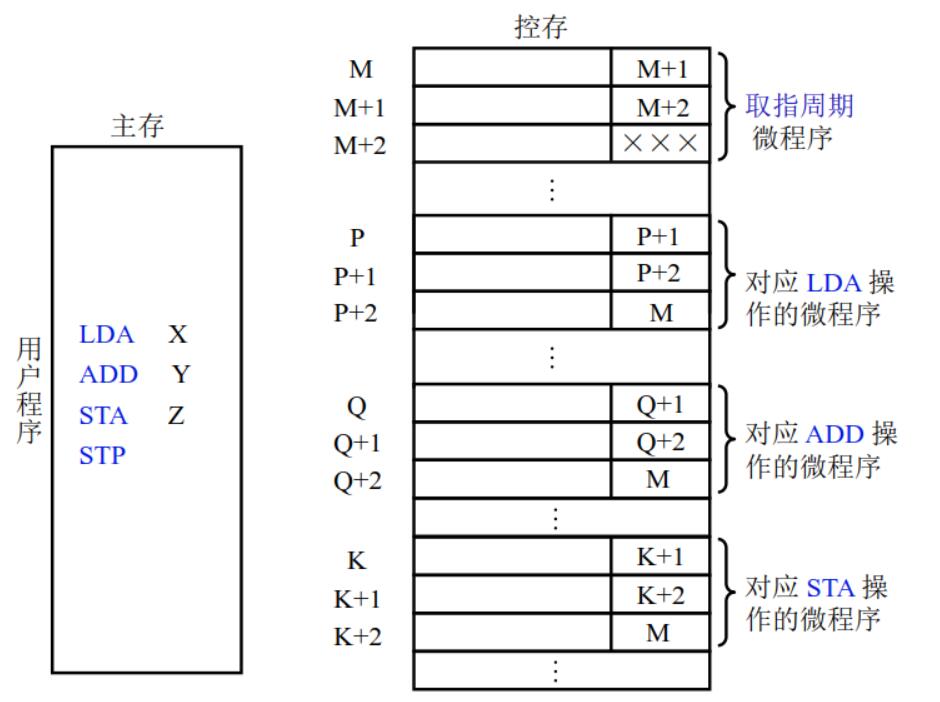 控存
主存
用户程序
LDA X
ADD Y
STA Z
STP
M M+1
M+1 M+2
M+2 ×××
取指周期
微程序
⋮
P P+1
P+1 P+2
P+2 M
对应 LDA 操
作的微程序
⋮
Q Q+1
Q+1 Q+2
Q+2 M
对应 ADD 操
作的微程序
⋮
K K+1
K+1 K+2
K+2 M
对应 STA 操
作的微程序
⋮